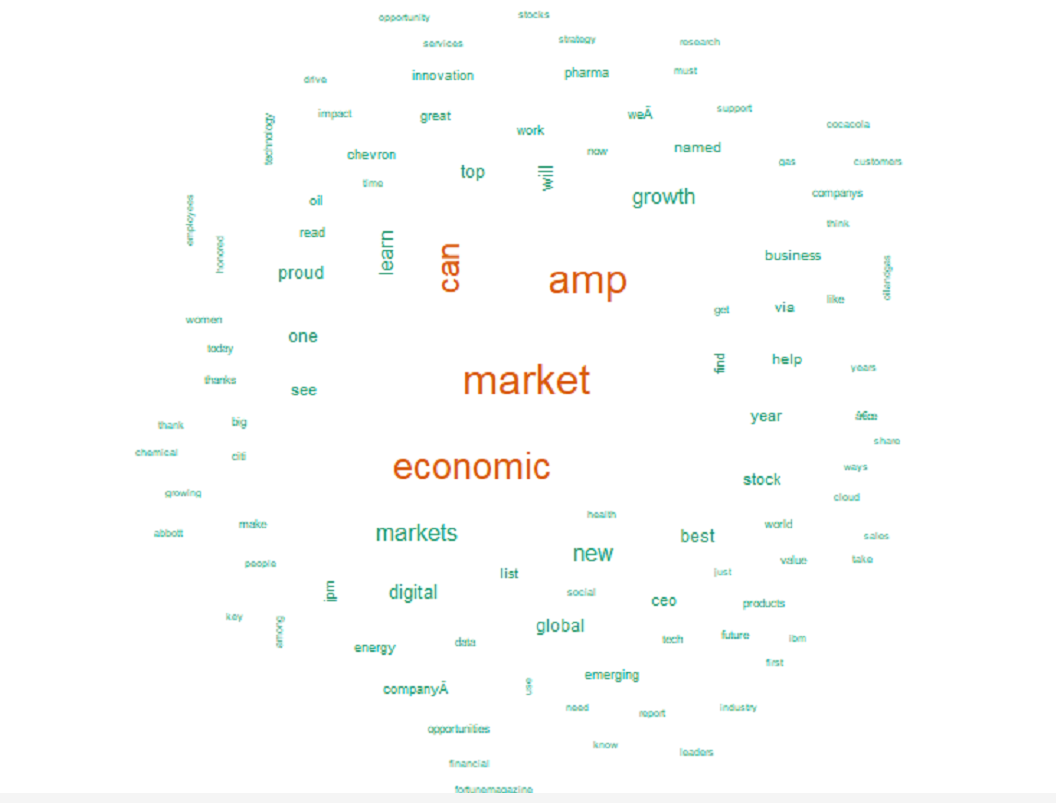 opportunity
stocks
services
strategy
research
drive
innovation
pharma
must
technology
impact
great
weÂ
support
work
cocacola
chevron
now
named
gas
customers
time
top
will
employees
oil
growth
companys
honored
read
learn
can
think
proud
amp
business
oilandgas
women
one
get
via
like
today
market
find
help
years
thanks
see
thank
big
year
share
chemical
citi
economic
ways
growing
stock
cloud
abbott
make
markets
health
new
best
world
sales
people
list
just
value
take
jpm
digital
social
ceo
products
key
among
global
energy
data
tech
future
ibm
first
companyÂ
use
emerging
need
report
industry
opportunities
know
leaders
financial
fortunemagazine